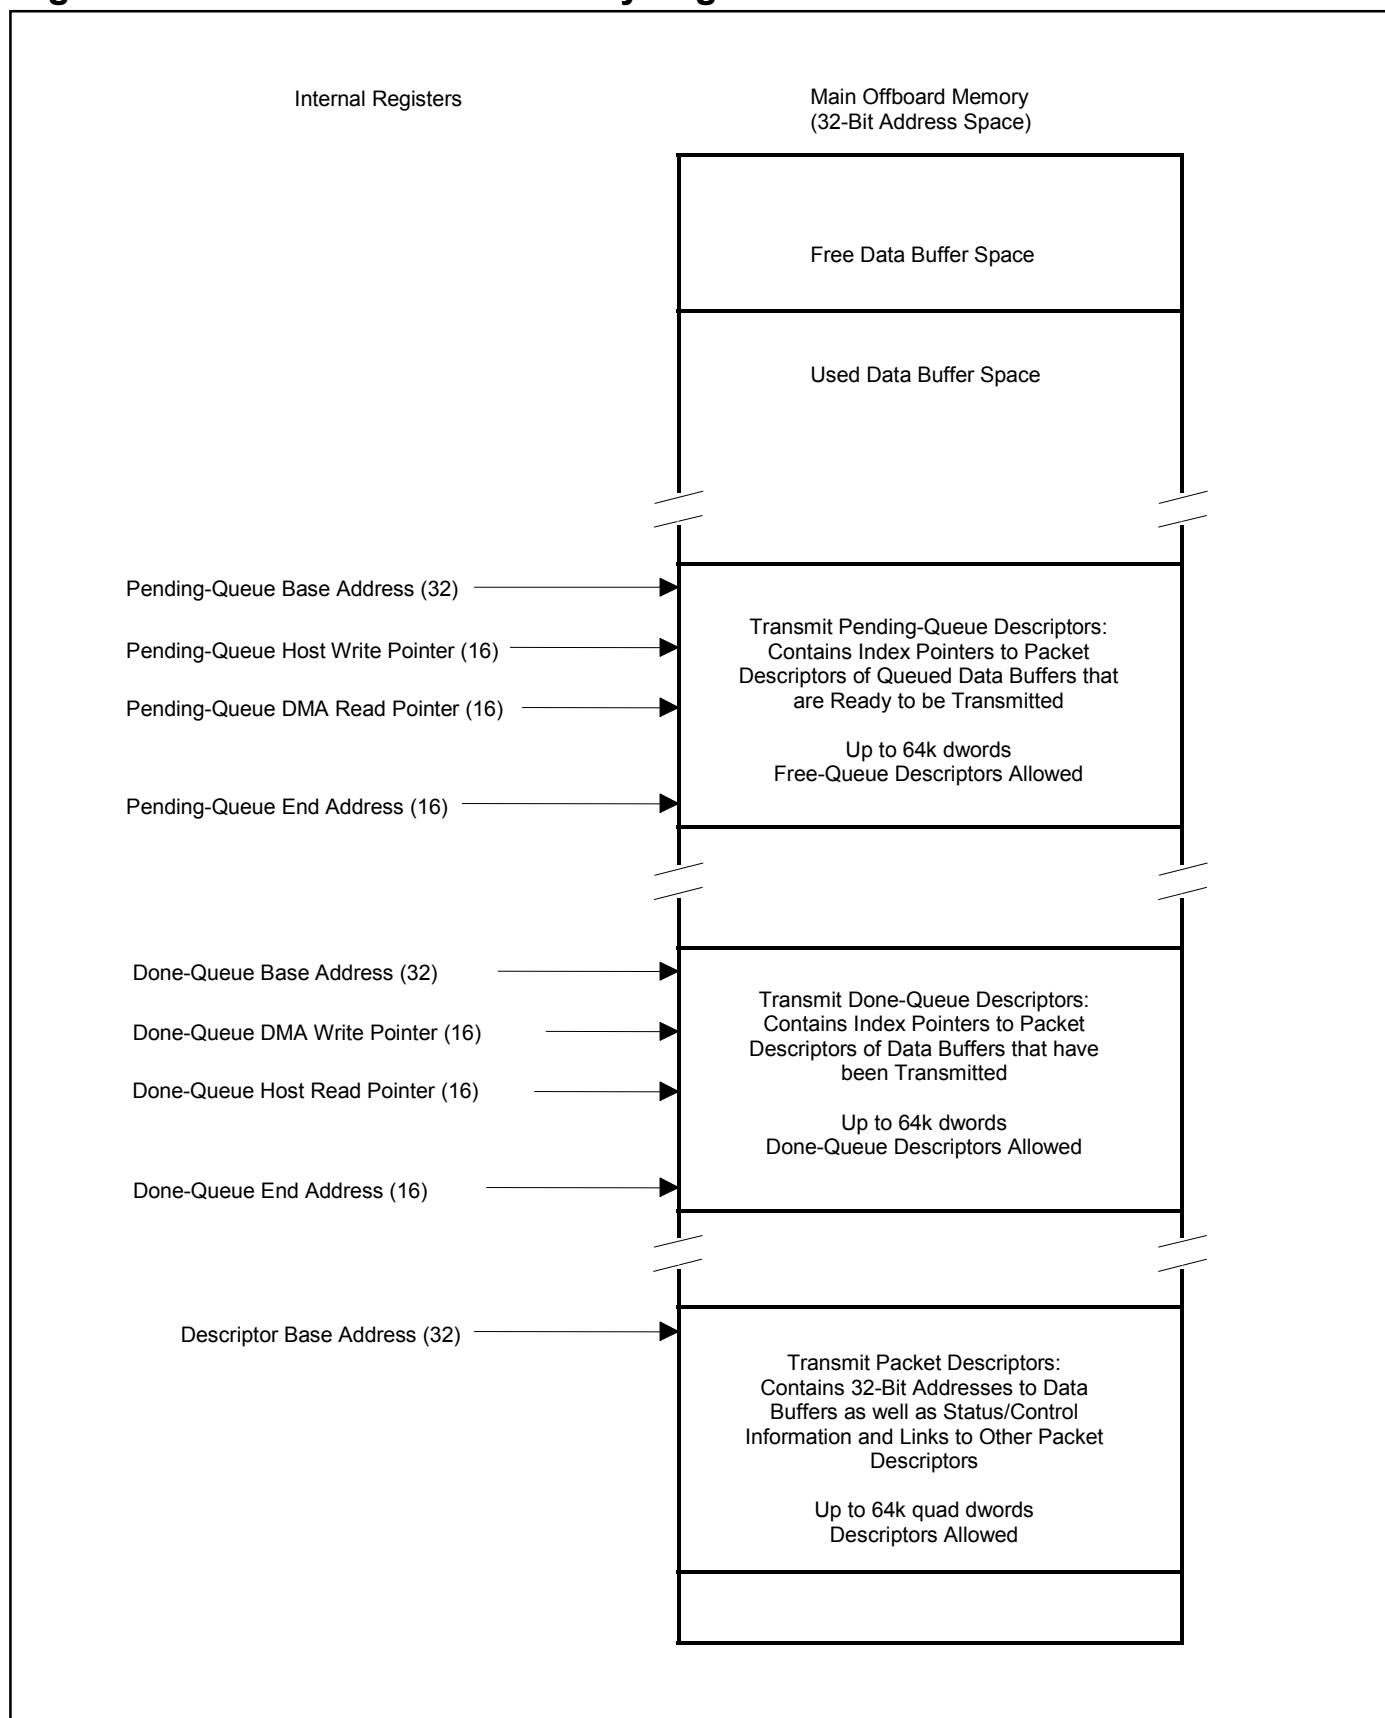 Internal Registers
Main Offboard Memory
(32-Bit Address Space)
Free Data Buffer Space
Used Data Buffer Space
Pending-Queue Base Address (32)
Pending-Queue Host Write Pointer (16)
Pending-Queue DMA Read Pointer (16)
Pending-Queue End Address (16)
Transmit Pending-Queue Descriptors:
Contains Index Pointers to Packet
Descriptors of Queued Data Buffers that
are Ready to be Transmitted
Up to 64k dwords
Free-Queue Descriptors Allowed
Done-Queue Base Address (32)
Done-Queue DMA Write Pointer (16)
Done-Queue Host Read Pointer (16)
Done-Queue End Address (16)
Transmit Done-Queue Descriptors:
Contains Index Pointers to Packet
Descriptors of Data Buffers that have
been Transmitted
Up to 64k dwords
Done-Queue Descriptors Allowed
Descriptor Base Address (32)
Transmit Packet Descriptors:
Contains 32-Bit Addresses to Data
Buffers as well as Status/Control
Information and Links to Other Packet
Descriptors
Up to 64k quad dwords
Descriptors Allowed